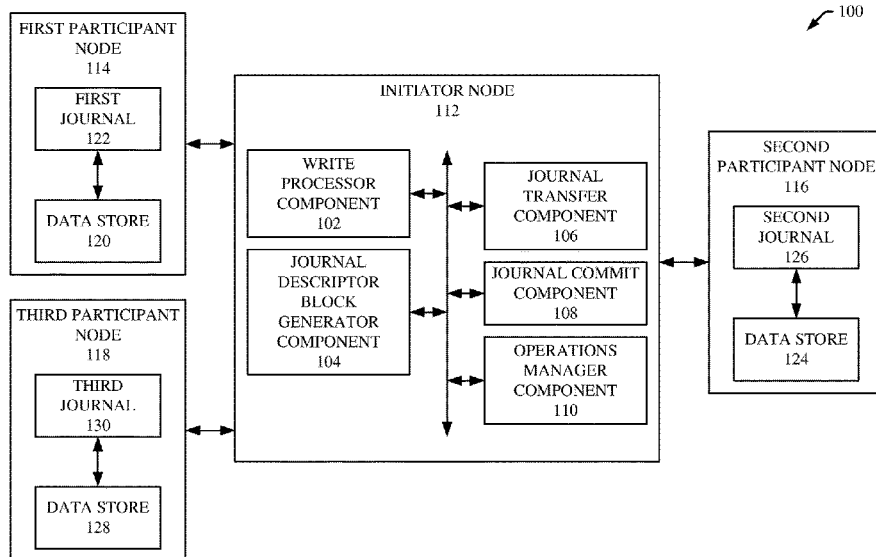 100
FIRST PARTICIPANT
NODE
114
FIRST
JOURNAL
122
DATA STORE
120
THIRD PARTICIPANT
NODE
118
THIRD
JOURNAL
130
DATA STORE
128
INITIATOR NODE
112
WRITE
PROCESSOR
COMPONENT
102
JOURNAL
DESCRIPTOR
BLOCK
GENERATOR
COMPONENT
104
JOURNAL
TRANSFER
COMPONENT
106
JOURNAL COMMIT
COMPONENT
108
OPERATIONS
MANAGER
COMPONENT
110
SECOND
PARTICIPANT
NODE
116
SECOND
JOURNAL
126
DATA STORE
124